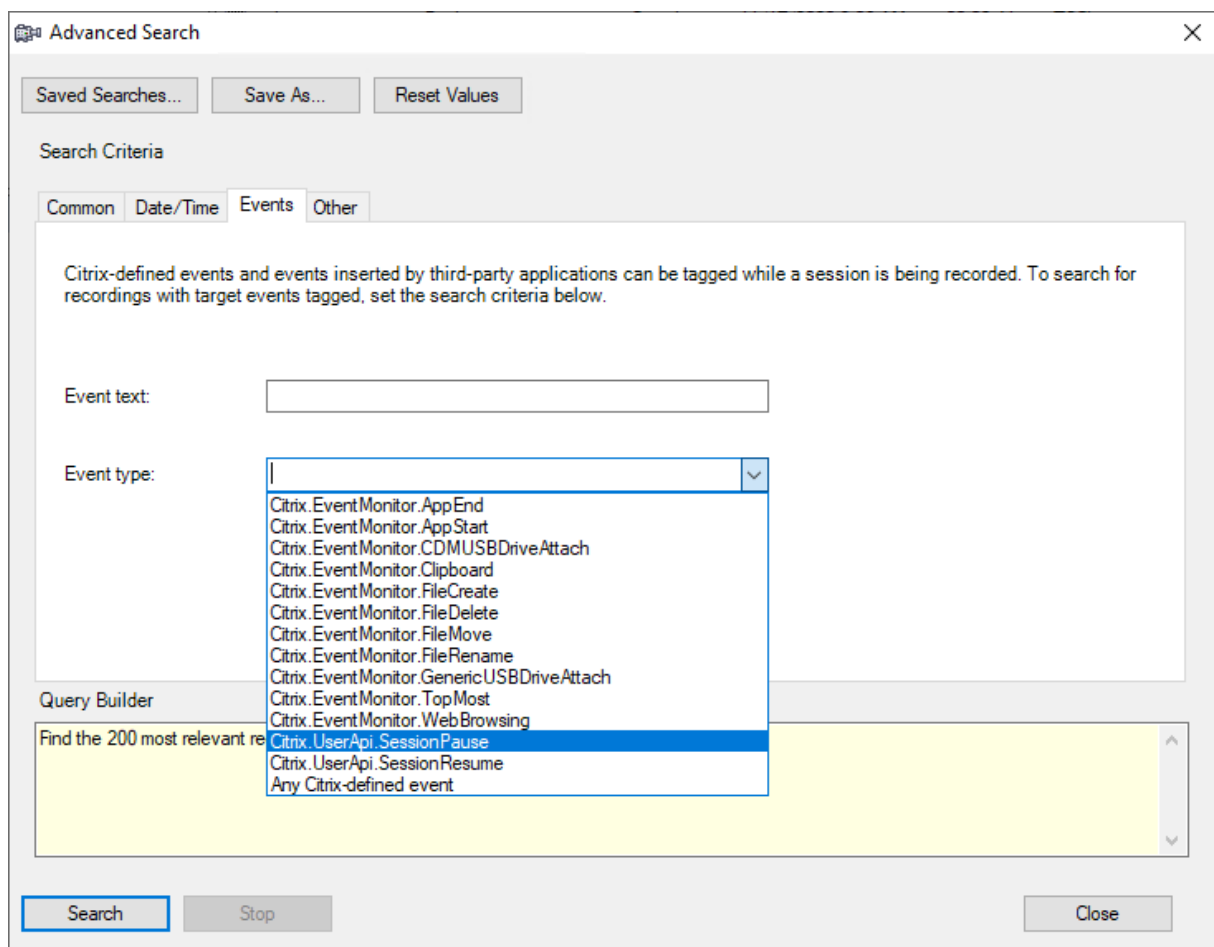 Advanced Search
Saved Searches...
Save As...
Reset Values
Search Criteria
Common
Date/Time
Events
Other
Citrix-defined events and events inserted by third-party applications can be tagged while a session is being recorded. To search for
recordings with target events tagged, set the search criteria below.
Event text:
Event type:
Citrix.EventMonitor.AppEnd
Citrix.EventMonitor.AppStart
Citrix.EventMonitor.CDMUSBDriveAttach
Citrix.EventMonitor.Clipboard
Citrix.EventMonitor.FileCreate
Citrix.EventMonitor.FileDelete
Citrix.EventMonitor.FileMove
Citrix.EventMonitor.FileRename
Citrix.EventMonitor.GenericUSBDriveAttach
Citrix.EventMonitor.TopMost
Citrix.EventMonitor.WebBrowsing
Citrix.UserApi.SessionPause
Citrix.UserApi.SessionResume
Any Citrix-defined event
Query Builder
Find the 200 most relevant re
Search
Stop
Close